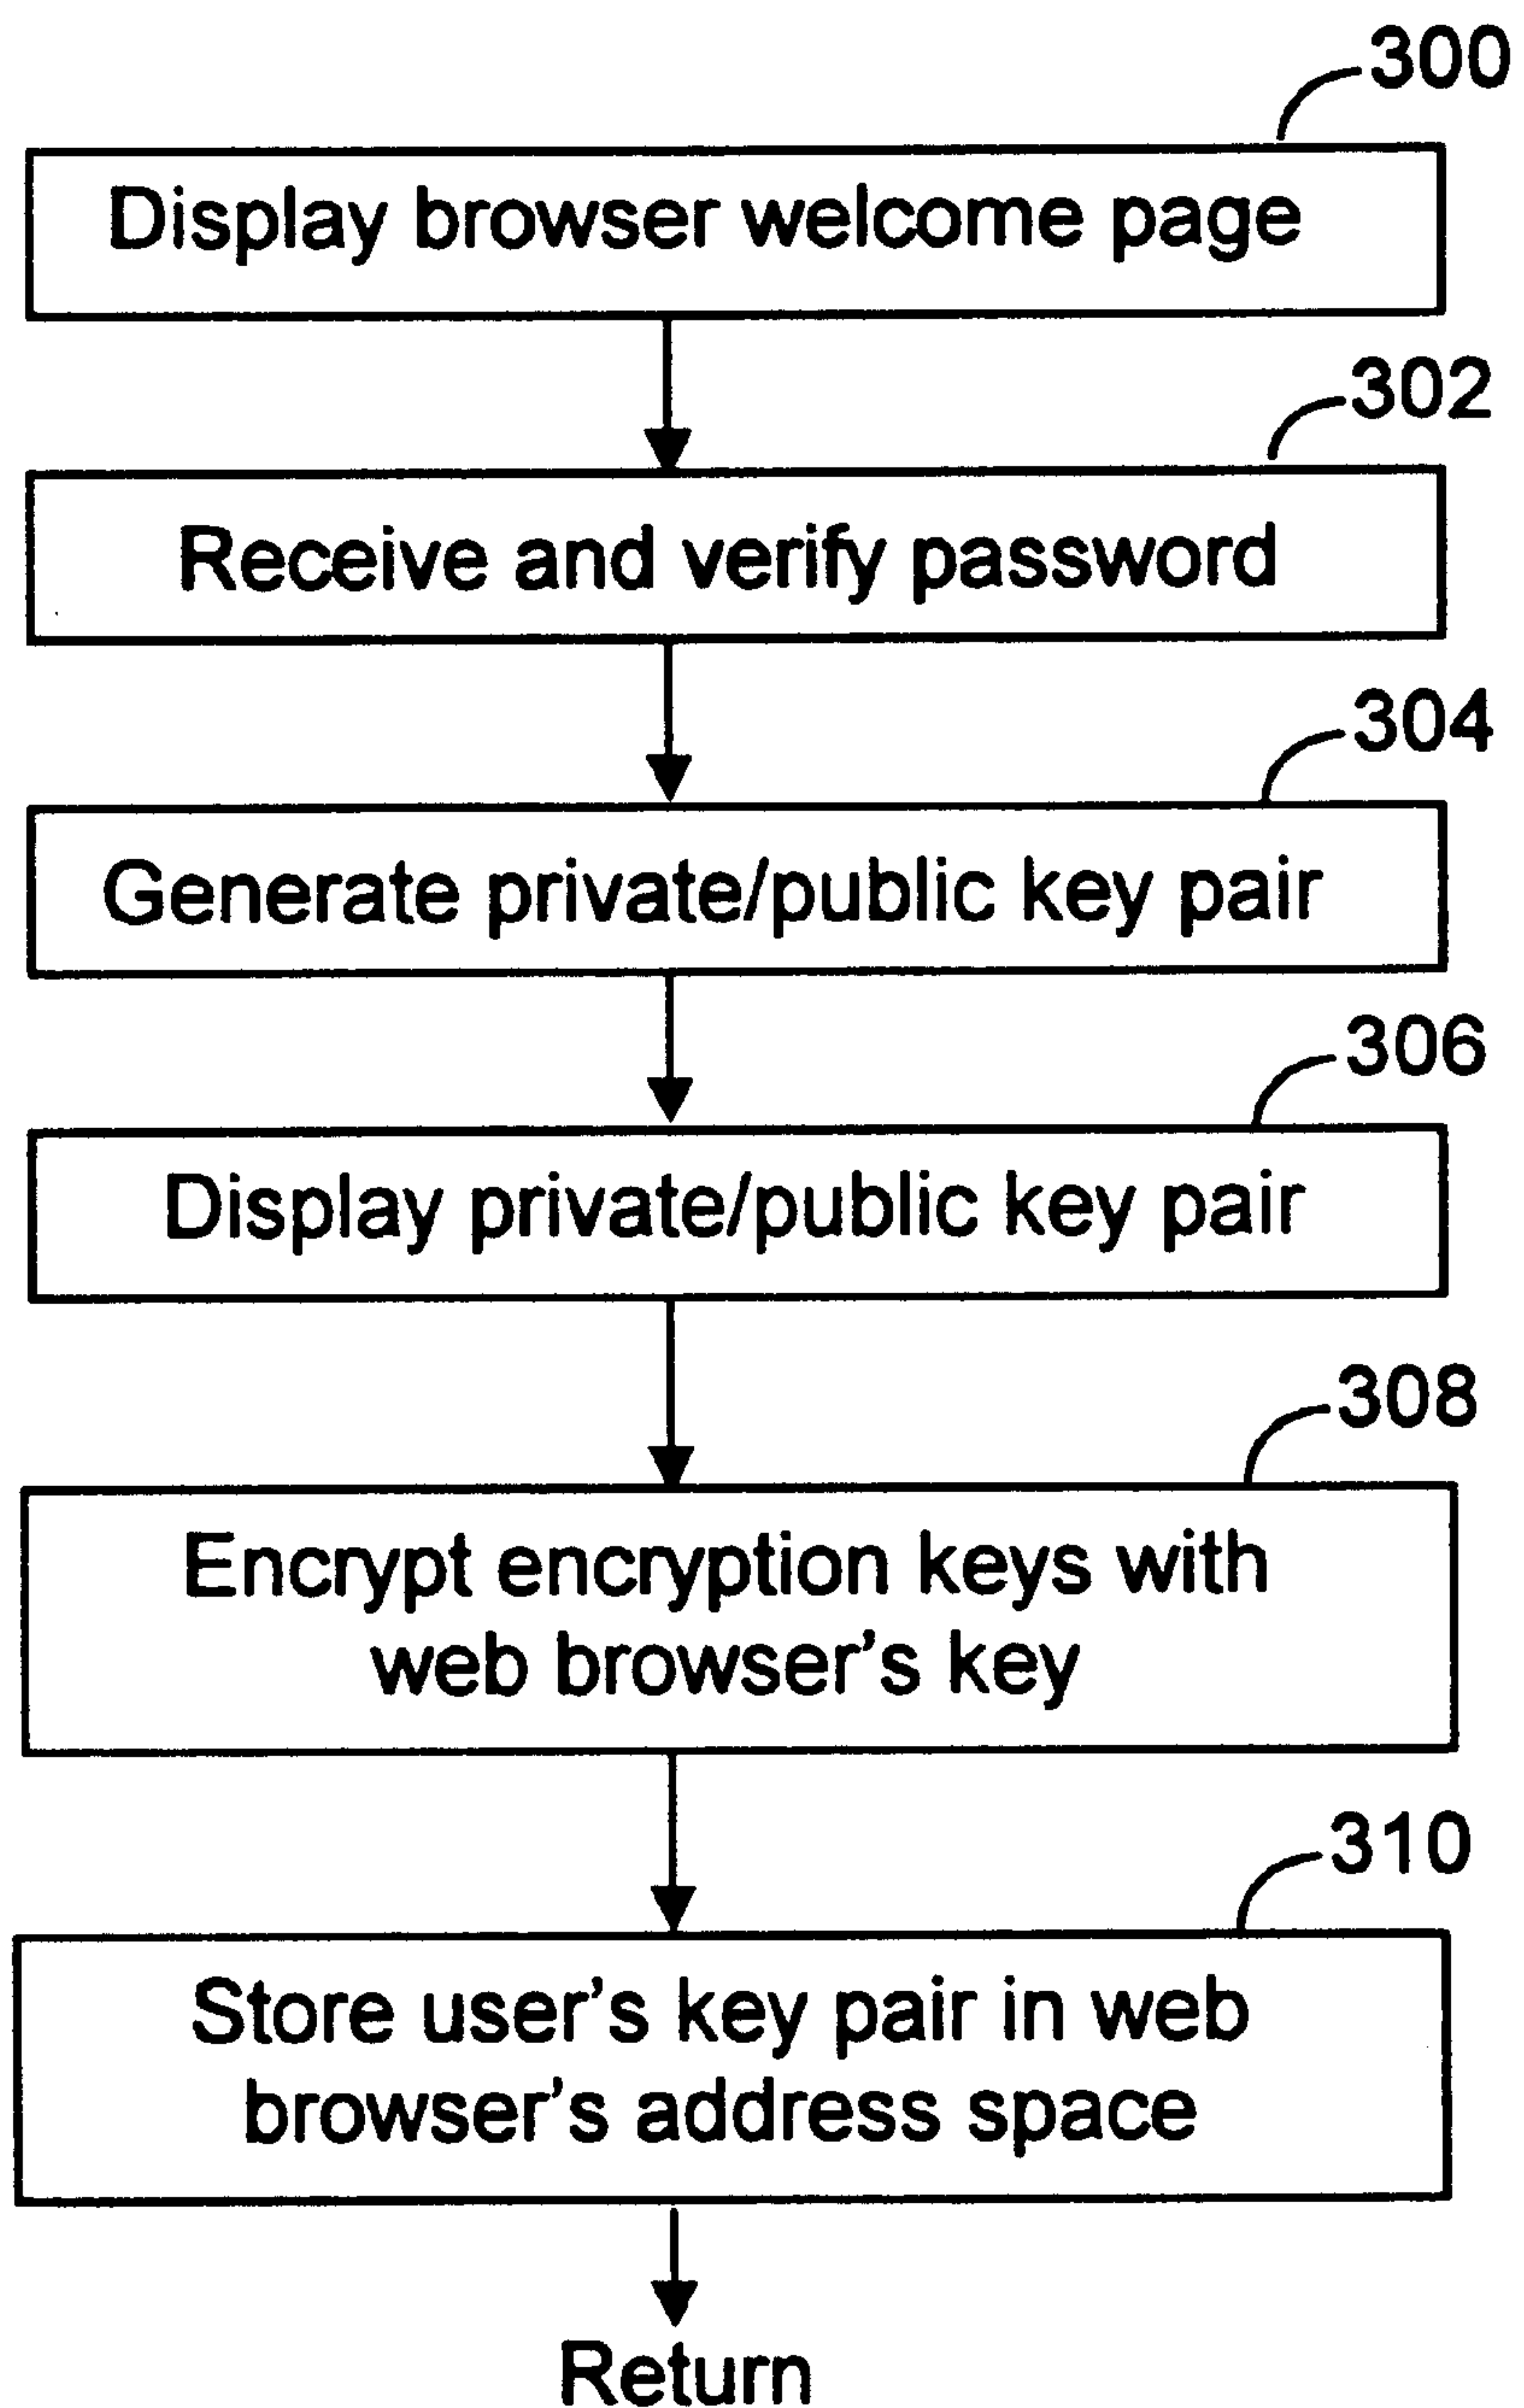 300
Display browser welcome page
302
Receive and verify password
304
Generate private/public key pair
306
Display private/public key pair
308
Encrypt encryption keys with
web browser's key
310
Store user's key pair in web
browser's address space
Return